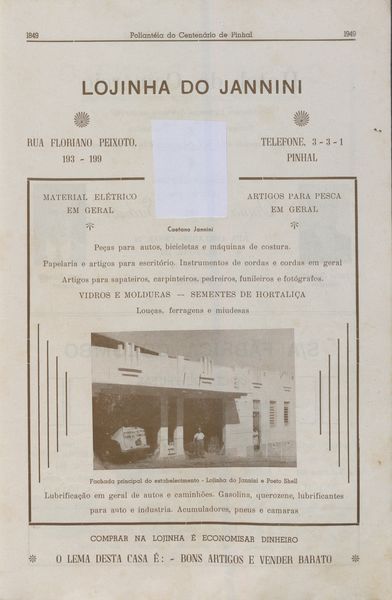 1849 Poliantéia do Centenário de Pinhal 1949
LOJINHA DO JANNINI
RUA FLORIANO PEIXOTO,
193 - 199
TELEFONE, 3 - 3 - 1
PINHAL
MATERIAL ELÉTRICO
EM GERAL
ARTIGOS PARA PESCA
EM GERAL
Caetano Jannini
Peças para autos, bicicletas e máquinas de costura.
Papelaria e artigos para escritório. Instrumentos de cordas e cordas em geral
Artigos para sapateiros, carpinteiros, pedreiros, funileiros e fotógrafos.
VIDROS E MOLDURAS — SEMENTES DE HORTALIÇA
Louças, ferragens e miudesas
Fachada principal do estabelecimento - Lojinha do Jannini e Posto Shell
Lubrificação em geral de autos e caminhões. Gasolina, querozene, lubrificantes
para auto e industria. Acumuladores, pneus e camaras
COMPRAR NA LOJINHA É ECONOMISAR DINHEIRO
O LEMA DESTA CASA É: - BONS ARTIGOS E VENDER BARATO